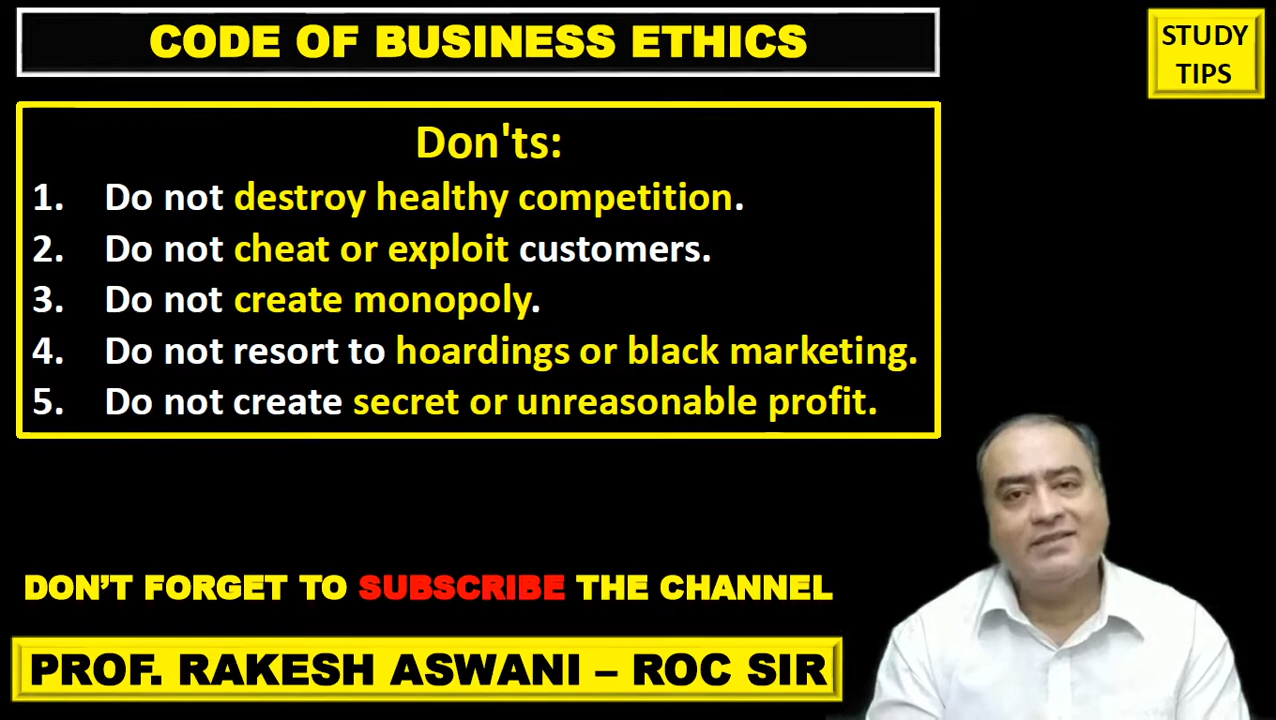 CODE OF BUSINESS ETHICS
STUDY
TIPS
Don'ts:
1. Do not destroy healthy competition.
2. Do not cheat or exploit customers.
3. Do not create monopoly.
4. Do not resort to hoardings or black marketing.
5. Do not create secret or unreasonable profit.
DON’T FORGET TO SUBSCRIBE THE CHANNEL
PROF. RAKESH ASWANI – ROC SIR